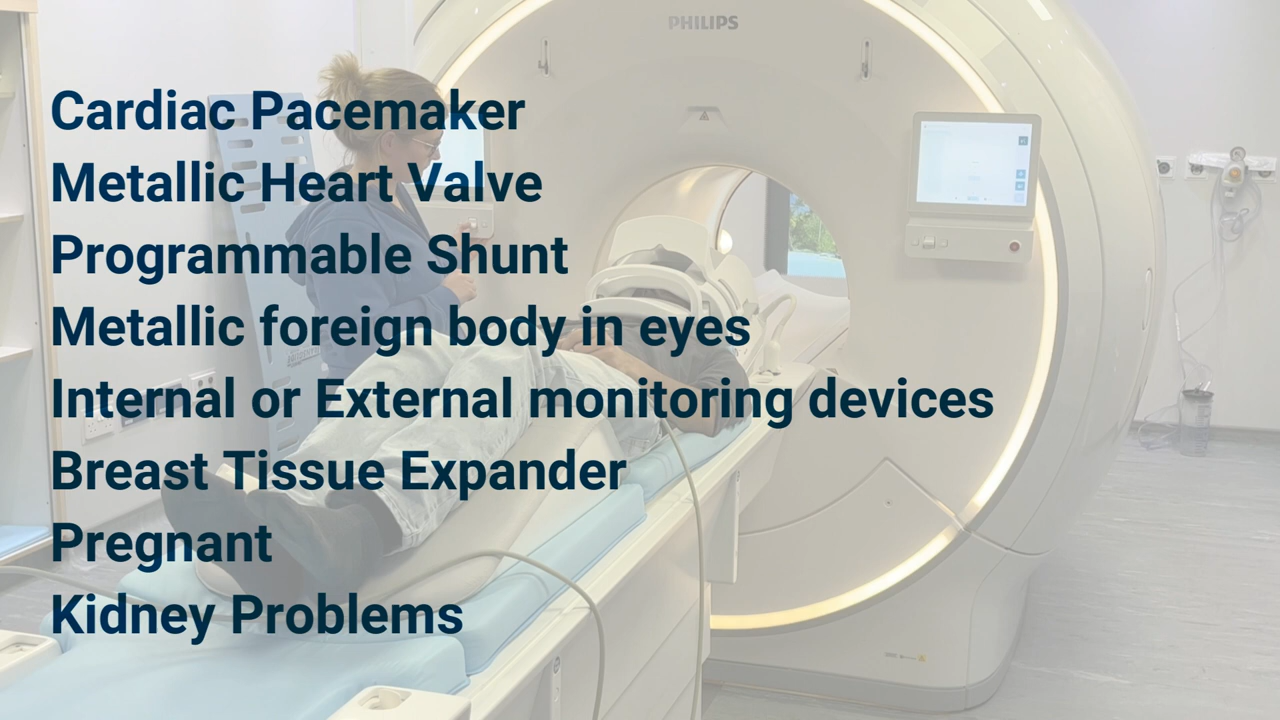 PHILIPS
Cardiac Pacemaker
Metallic Heart Valve
Programmable Shunt
Metallic foreign body in eyes
Internal or External monitoring devices
Breast Tissue Expander
Pregnant
Kidney Problems